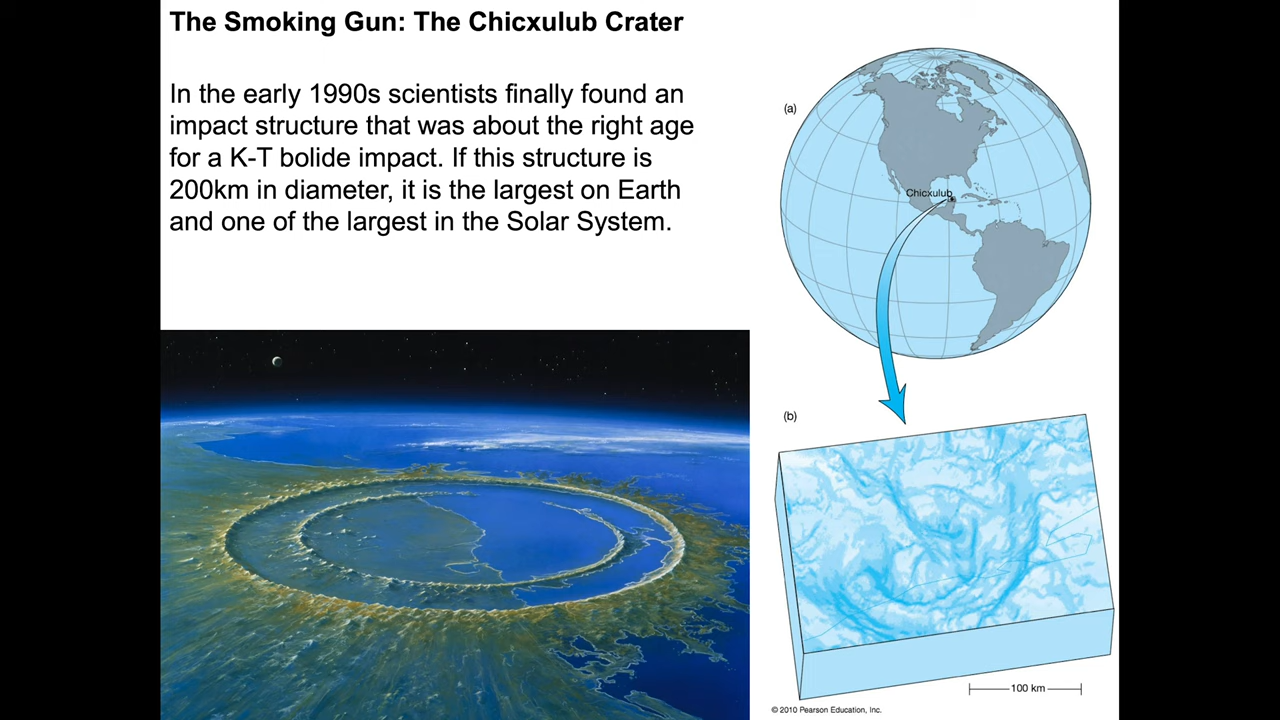 The Smoking Gun: The Chicxulub Crater
In the early 1990s scientists finally found an
impact structure that was about the right age
for a K-T bolide impact. If this structure is
200km in diameter, it is the largest on Earth
and one of the largest in the Solar System.
(a)
Chicxulub
(b)
100 km
© 2010 Pearson Education, Inc.